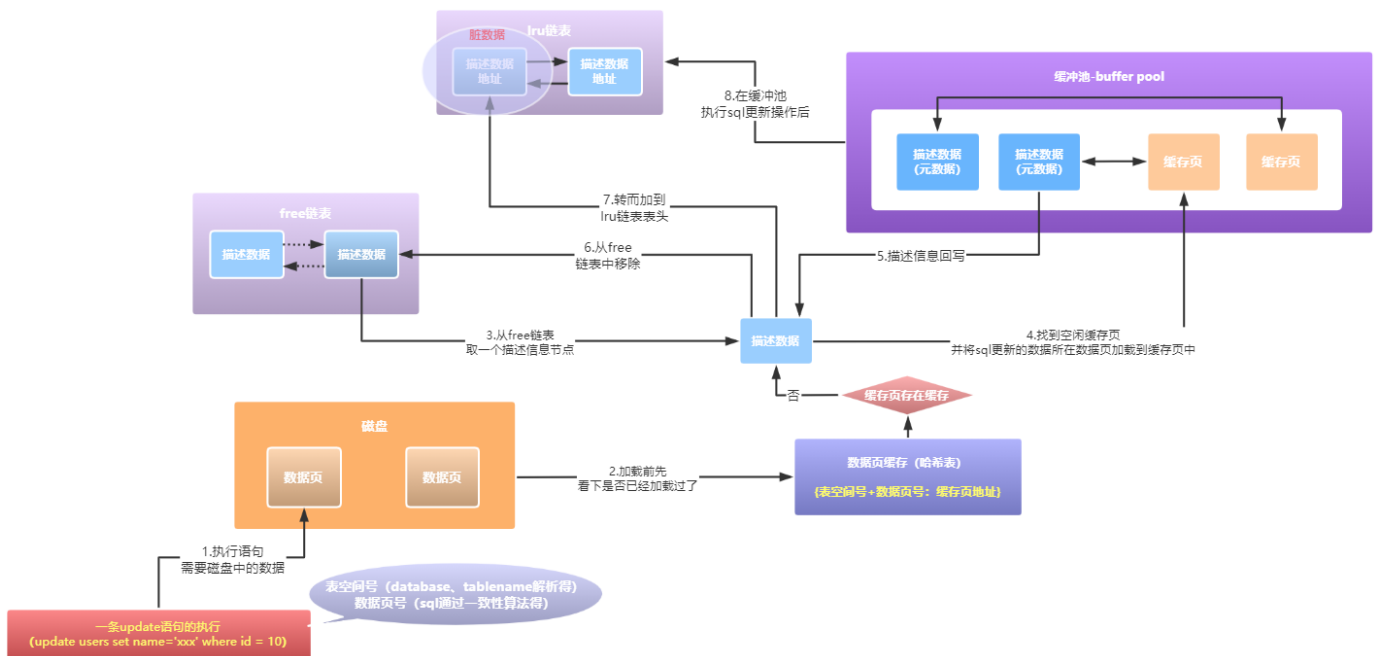 脏数据
lru链表
描述数据
地址
描述数据
地址
8.在缓冲池
执行sql更新操作后
缓冲池-buffer pool
描述数据
(元数据)
描述数据
(元数据)
缓存页
缓存页
free链表
描述数据
描述数据
7.转而加到
lru链表表头
6.从free
链表中移除
5.描述信息回写
3.从free链表
取一个描述信息节点
描述数据
4.找到空闲缓存页
并将sql更新的数据所在数据页加载到缓存页中
否
缓存页存在缓存
磁盘
数据页
数据页
2.加载前先
看下是否已经加载过了
数据页缓存（哈希表）
{表空间号+数据页号：缓存页地址}
1.执行语句
需要磁盘中的数据
表空间号（database、tablename解析得）
数据页号（sql通过一致性算法得）
一条update语句的执行
(update users set name='xxx' where id = 10)